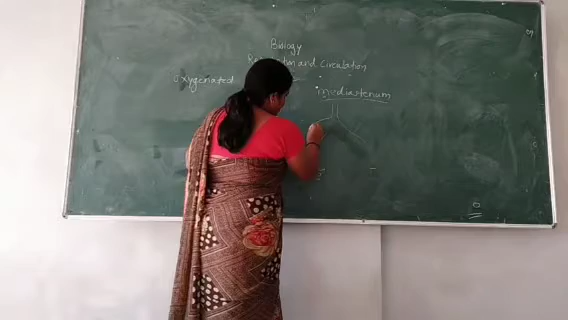 Biology
and Circulation
oxygenated
mediastenum